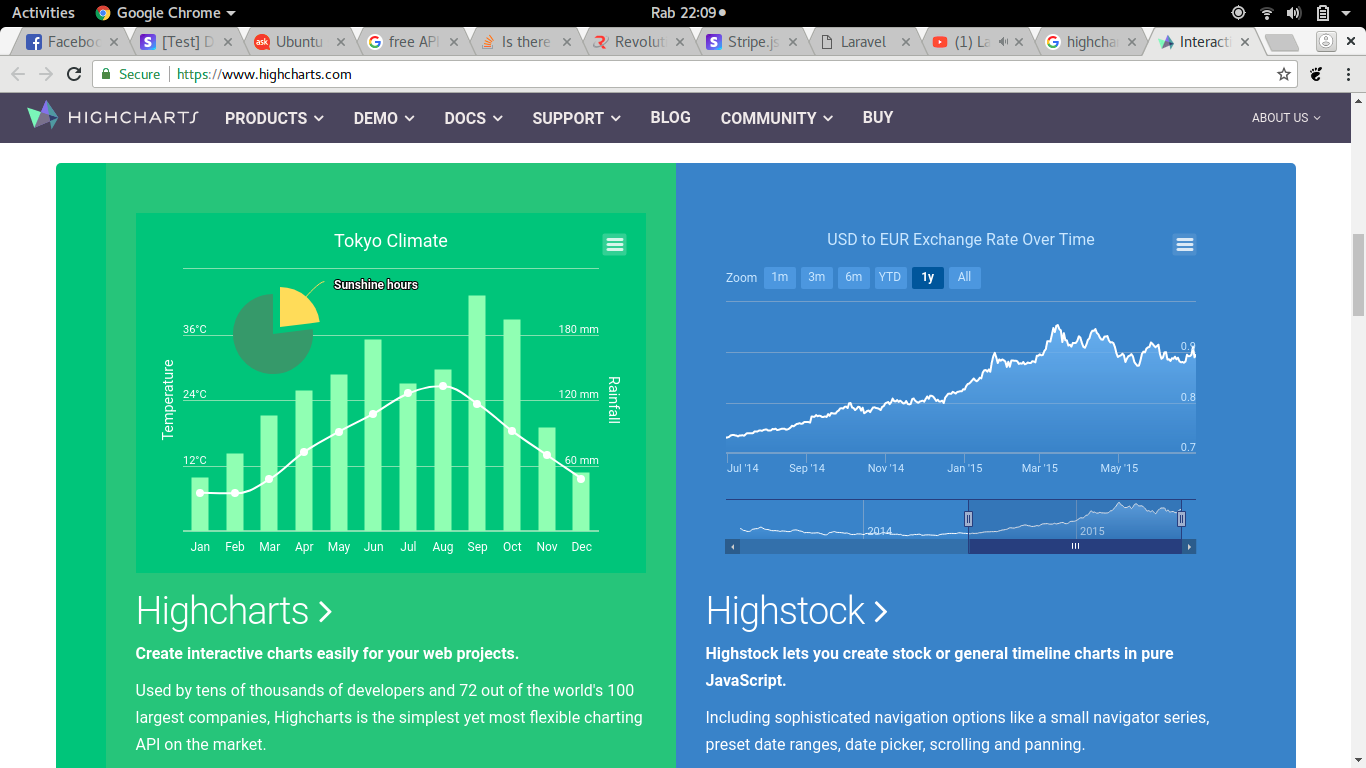 Activities Google Chrome Rab 22:09
Faceboo [Test] D Ubuntu free API Is there Revolut Stripe.js Laravel (1) La highchar Interacti
Secure https://www.highcharts.com
HIGHCHARTS PRODUCTS DEMO DOCS SUPPORT BLOG COMMUNITY BUY ABOUT US
Tokyo Climate
Sunshine hours
36°C 180 mm
24°C 120 mm
12°C 60 mm
Temperature
Rainfall
Jan Feb Mar Apr May Jun Jul Aug Sep Oct Nov Dec
Highcharts
Create interactive charts easily for your web projects.
Used by tens of thousands of developers and 72 out of the world's 100
largest companies, Highcharts is the simplest yet most flexible charting
API on the market.
USD to EUR Exchange Rate Over Time
Zoom 1m 3m 6m YTD 1y All
0.9
0.8
0.7
Jul '14 Sep '14 Nov '14 Jan '15 Mar '15 May '15
2014 2015
Highstock
Highstock lets you create stock or general timeline charts in pure
JavaScript.
Including sophisticated navigation options like a small navigator series,
preset date ranges, date picker, scrolling and panning.